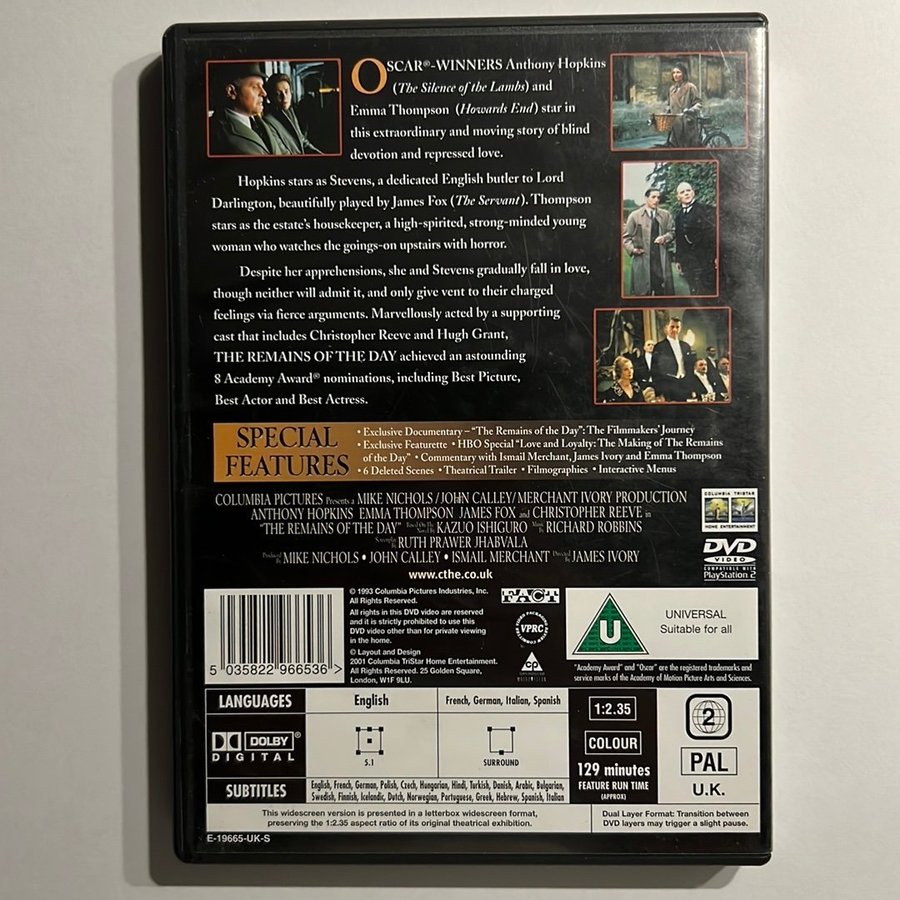 OSCAR®-WINNERS Anthony Hopkins
(The Silence of the Lambs) and
Emma Thompson (Howards End) star in
this extraordinary and moving story of blind
devotion and repressed love.
Hopkins stars as Stevens, a dedicated English butler to Lord
Darlington, beautifully played by James Fox (The Servant). Thompson
stars as the estate's housekeeper, a high-spirited, strong-minded young
woman who watches the goings-on upstairs with horror.
Despite her apprehensions, she and Stevens gradually fall in love,
though neither will admit it, and only give vent to their charged
feelings via fierce arguments. Marvellously acted by a supporting
cast that includes Christopher Reeve and Hugh Grant,
THE REMAINS OF THE DAY achieved an astounding
8 Academy Award® nominations, including Best Picture,
Best Actor and Best Actress.
SPECIAL
FEATURES
• Exclusive Documentary – "The Remains of the Day": The Filmmakers' Journey
• Exclusive Featurette • HBO Special "Love and Loyalty: The Making of The Remains
of the Day" • Commentary with Ismail Merchant, James Ivory and Emma Thompson
• 6 Deleted Scenes • Theatrical Trailer • Filmographies • Interactive Menus
COLUMBIA PICTURES Presents a MIKE NICHOLS/JOHN CALLEY/MERCHANT IVORY PRODUCTION
ANTHONY HOPKINS EMMA THOMPSON JAMES FOX and CHRISTOPHER REEVE in
"THE REMAINS OF THE DAY" Based On The Novel By KAZUO ISHIGURO Music By RICHARD ROBBINS
Screenplay By RUTH PRAWER JHABVALA
Produced By MIKE NICHOLS • JOHN CALLEY • ISMAIL MERCHANT Directed By JAMES IVORY
www.cthe.co.uk
COLUMBIA TRISTAR
HOME ENTERTAINMENT
DVD
VIDEO
COMPATIBLE WITH
PlayStation 2
5 035822 966536 >
© 1993 Columbia Pictures Industries, Inc.
All Rights Reserved.
All rights in this DVD video are reserved
and it is strictly prohibited to use this
DVD video other than for private viewing
in the home.
© Layout and Design
2001 Columbia TriStar Home Entertainment.
All Rights Reserved. 25 Golden Square,
London, W1F 9LU.
FACT
VPRC
cp
U
UNIVERSAL
Suitable for all
"Academy Award" and "Oscar" are the registered trademarks and
service marks of the Academy of Motion Picture Arts and Sciences.
LANGUAGES
English
French, German, Italian, Spanish
DOLBY®
DIGITAL
5.1
SURROUND
SUBTITLES
English, French, German, Polish, Czech, Hungarian, Hindi, Turkish, Danish, Arabic, Bulgarian,
Swedish, Finnish, Icelandic, Dutch, Norwegian, Portuguese, Greek, Hebrew, Spanish, Italian
1:2.35
COLOUR
129 minutes
FEATURE RUN TIME
(APPROX)
2
PAL
U.K.
This widescreen version is presented in a letterbox widescreen format,
preserving the 1:2.35 aspect ratio of its original theatrical exhibition.
Dual Layer Format: Transition between
DVD layers may trigger a slight pause.
E-19665-UK-S